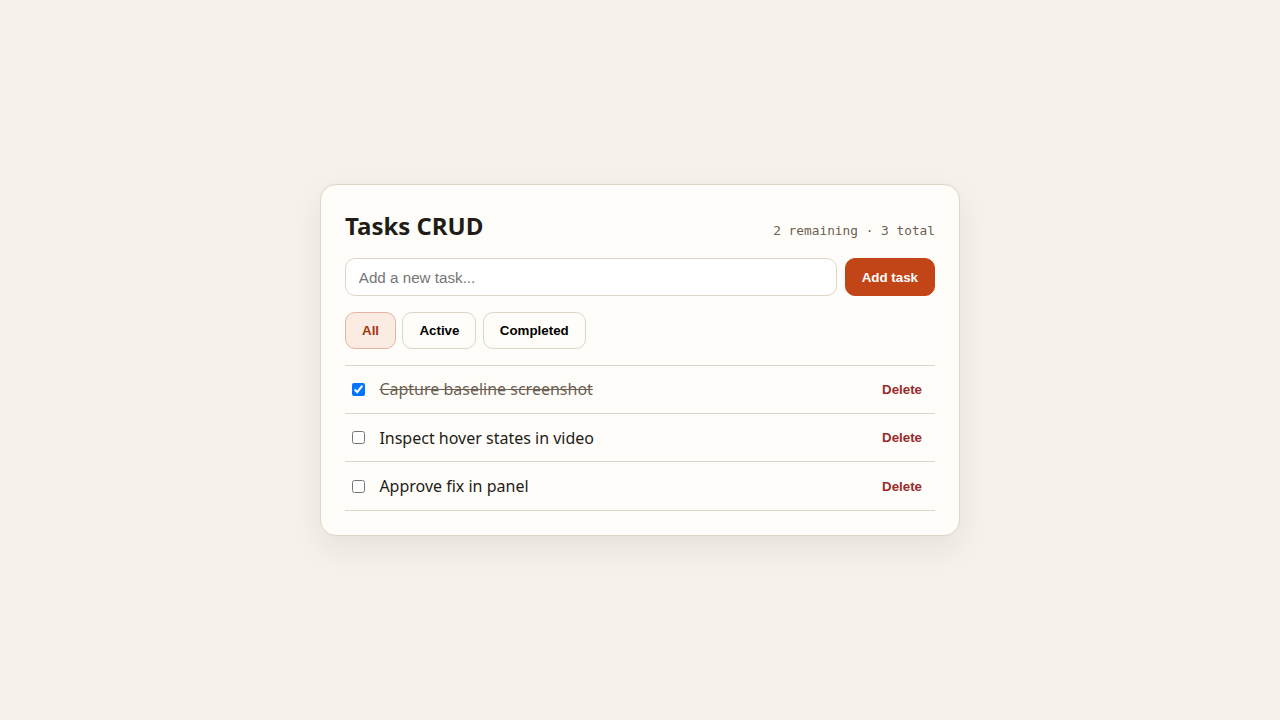 Tasks CRUD
2 remaining · 3 total
Add a new task...
Add task
All
Active
Completed
Capture baseline screenshot
Delete
Inspect hover states in video
Delete
Approve fix in panel
Delete